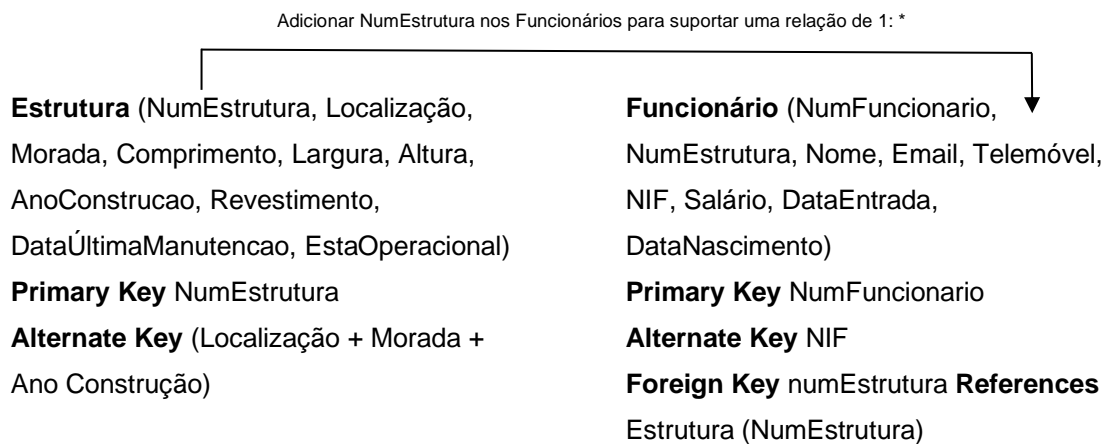 Adicionar NumEstrutura nos Funcionários para suportar uma relação de 1: *
Estrutura (NumEstrutura, Localização,
Morada, Comprimento, Largura, Altura,
AnoConstrucao, Revestimento,
DataÚltimaManutencao, EstaOperacional)
Primary Key NumEstrutura
Alternate Key (Localização + Morada +
Ano Construção)
Funcionário (NumFuncionario,
NumEstrutura, Nome, Email, Telemóvel,
NIF, Salário, DataEntrada,
DataNascimento)
Primary Key NumFuncionario
Alternate Key NIF
Foreign Key numEstrutura References
Estrutura (NumEstrutura)